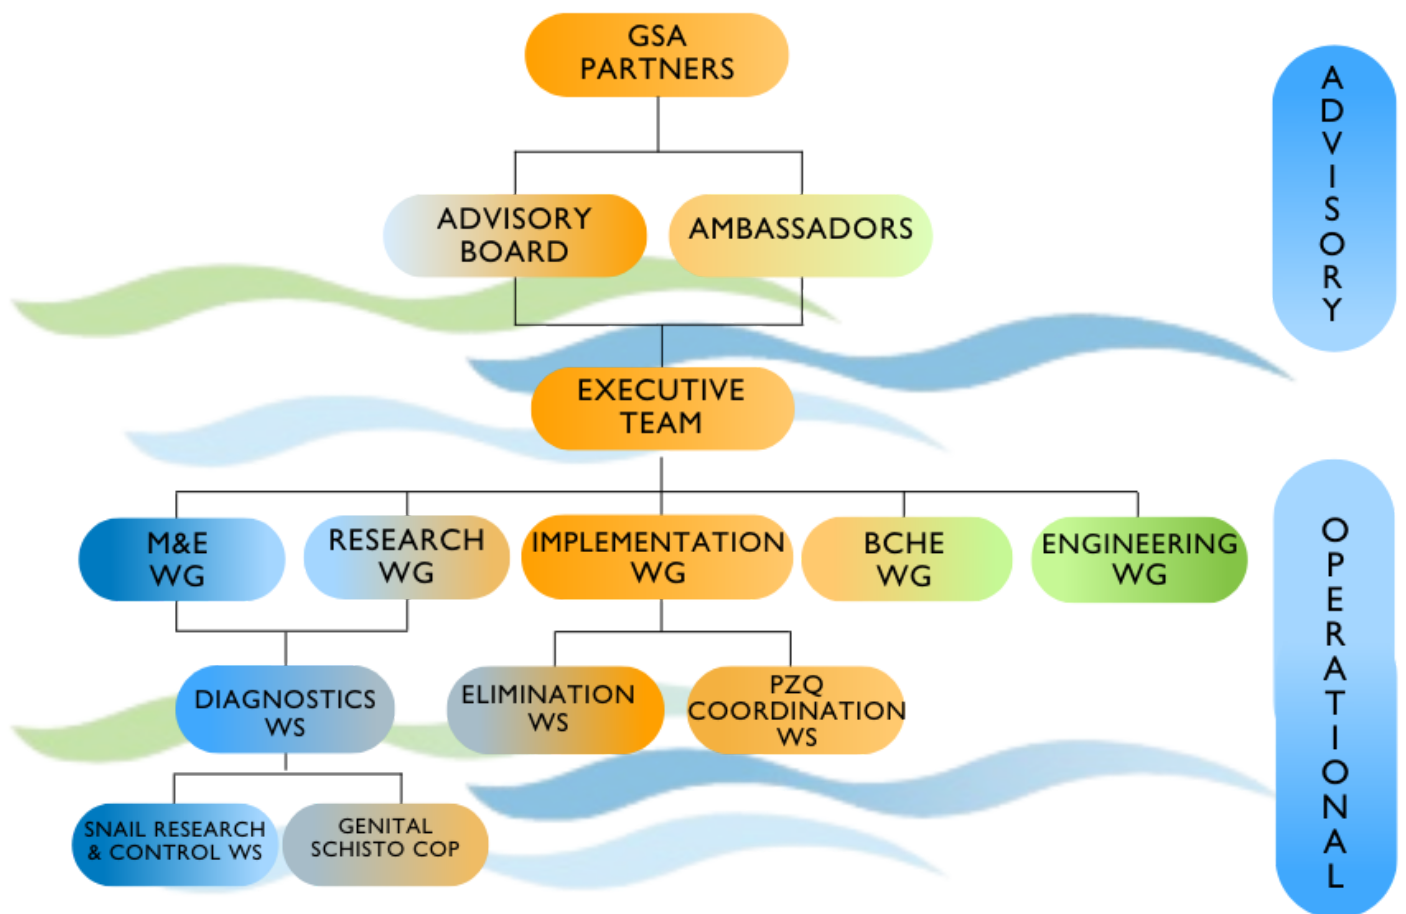 GSA
PARTNERS
ADVISORY
ADVISORY
BOARD
AMBASSADORS
EXECUTIVE
TEAM
OPERATIONAL
M&E
WG
RESEARCH
WG
IMPLEMENTATION
WG
BCHE
WG
ENGINEERING
WG
DIAGNOSTICS
WS
ELIMINATION
WS
PZQ
COORDINATION
WS
SNAIL RESEARCH
& CONTROL WS
GENITAL
SCHISTO COP